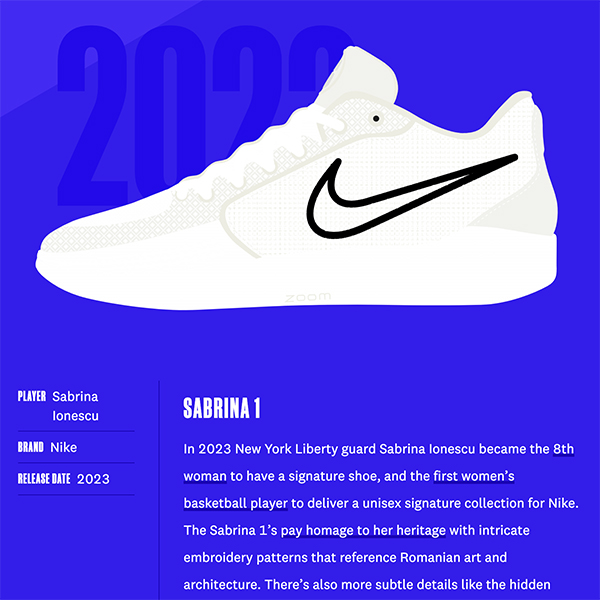 2023
zoom
PLAYER Sabrina
Ionescu
BRAND Nike
RELEASE DATE 2023
SABRINA 1
In 2023 New York Liberty guard Sabrina Ionescu became the 8th
woman to have a signature shoe, and the first women’s
basketball player to deliver a unisex signature collection for Nike.
The Sabrina 1’s pay homage to her heritage with intricate
embroidery patterns that reference Romanian art and
architecture. There’s also more subtle details like the hidden